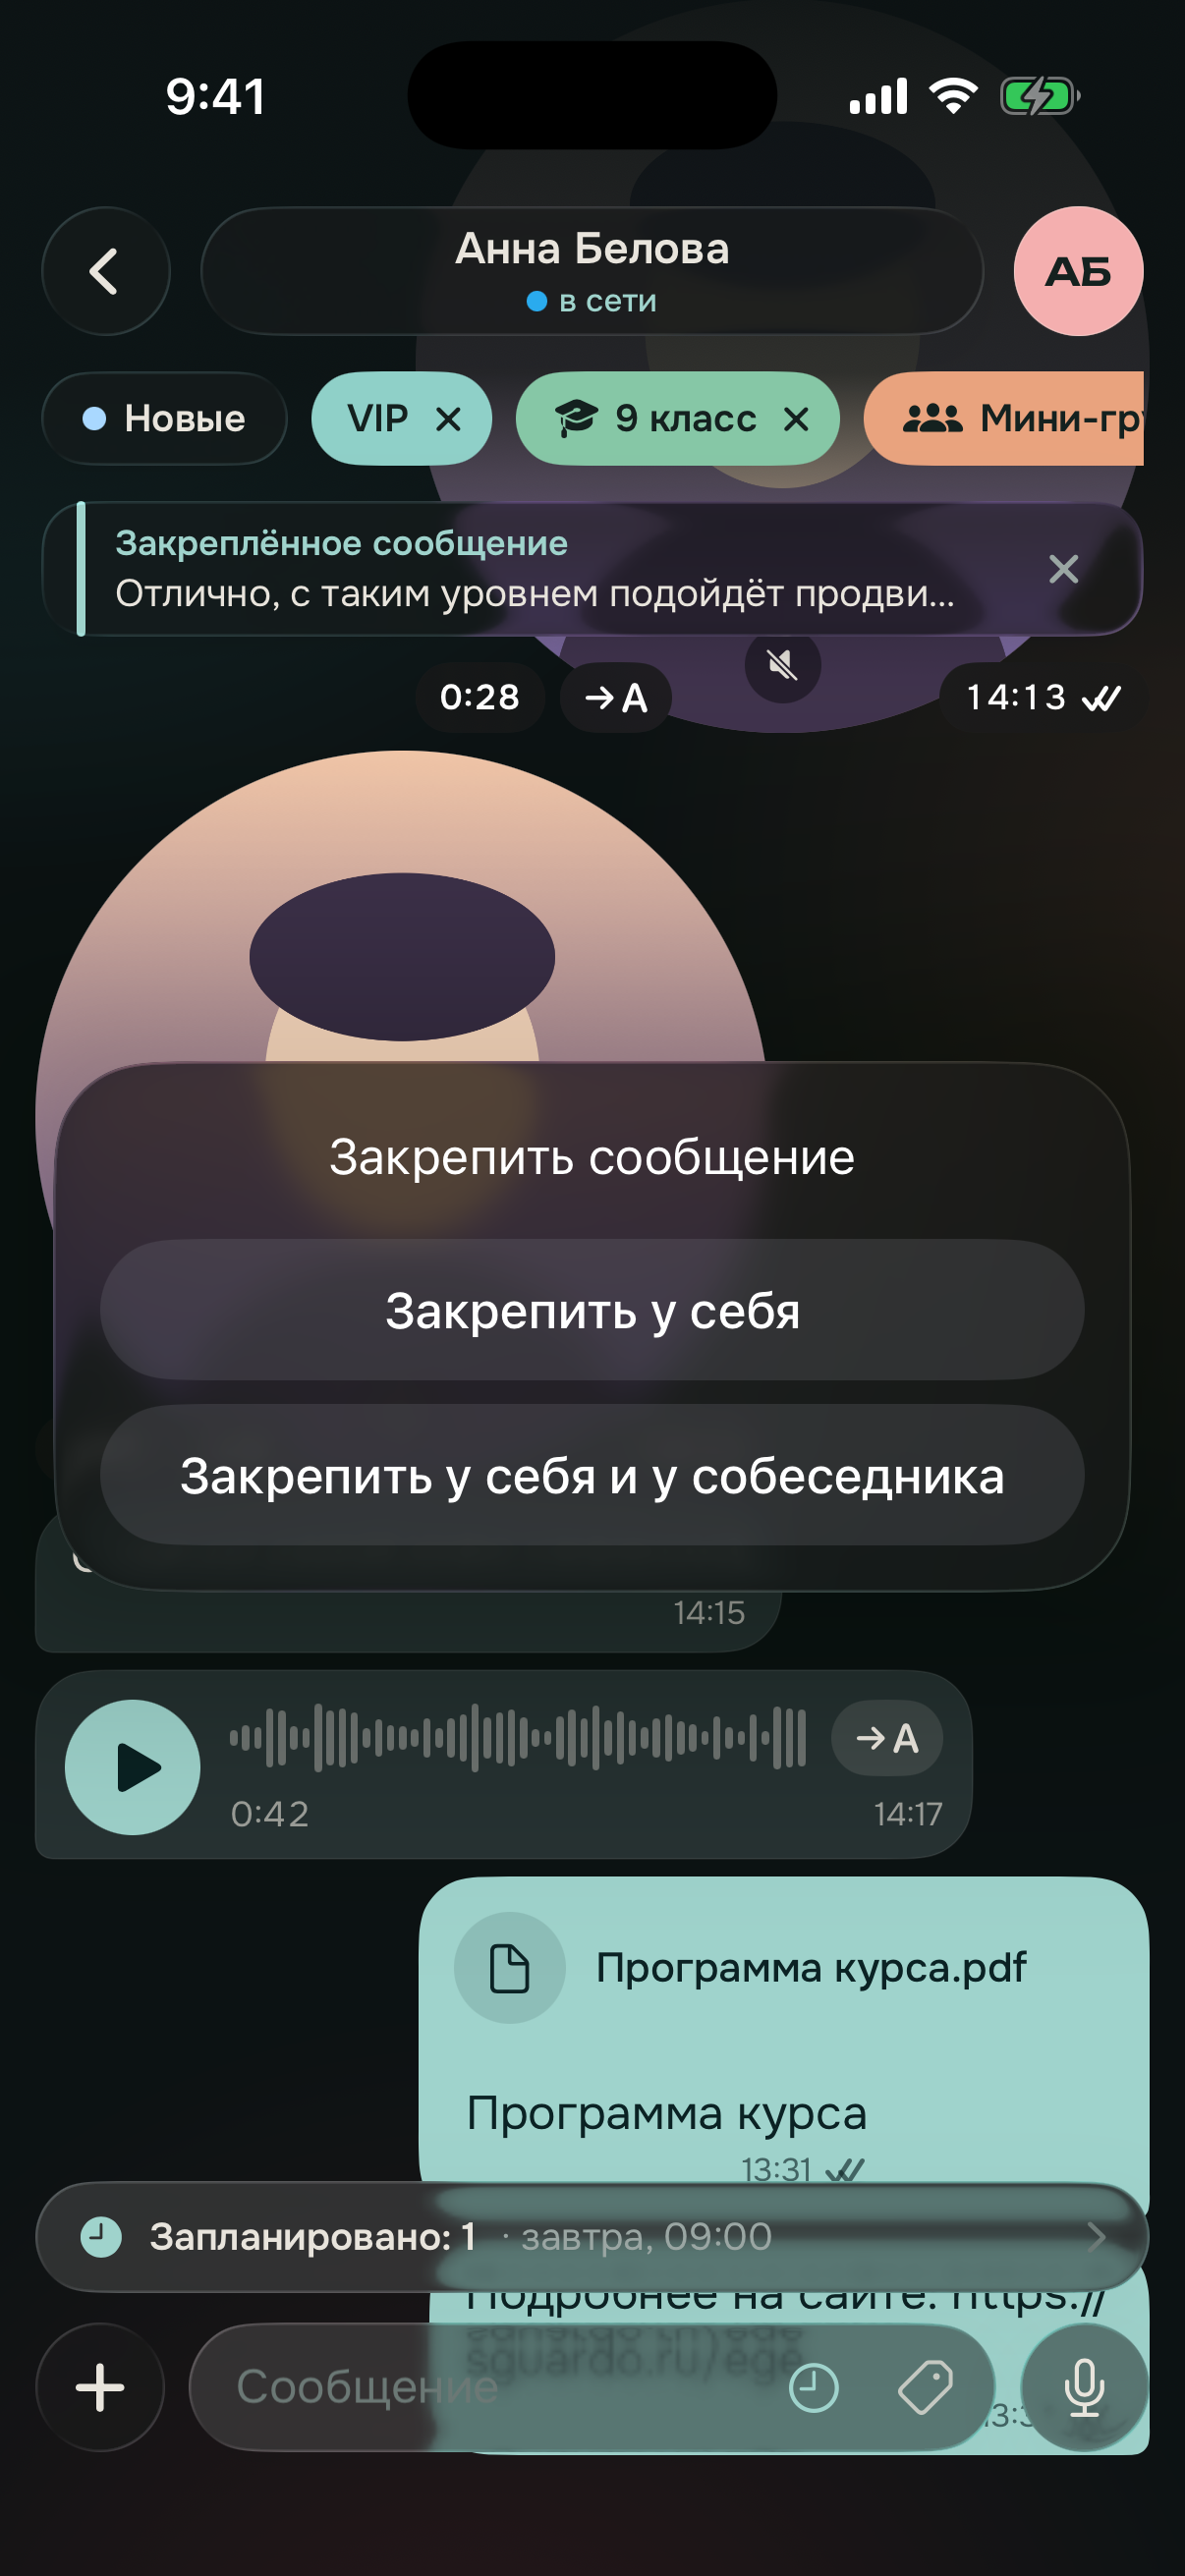 9:41
Анна Белова
в сети
АБ
Новые
VIP
9 класс
Мини-гру
Закреплённое сообщение
Отлично, с таким уровнем подойдёт продви...
0:28
→A
14:13
Закрепить сообщение
Закрепить у себя
Закрепить у себя и у собеседника
14:15
→A
0:42
14:17
Программа курса.pdf
Программа курса
13:31
Запланировано: 1 · завтра, 09:00
Подробнее на сайте: https://
sguardo.ru/ege
Сообщение